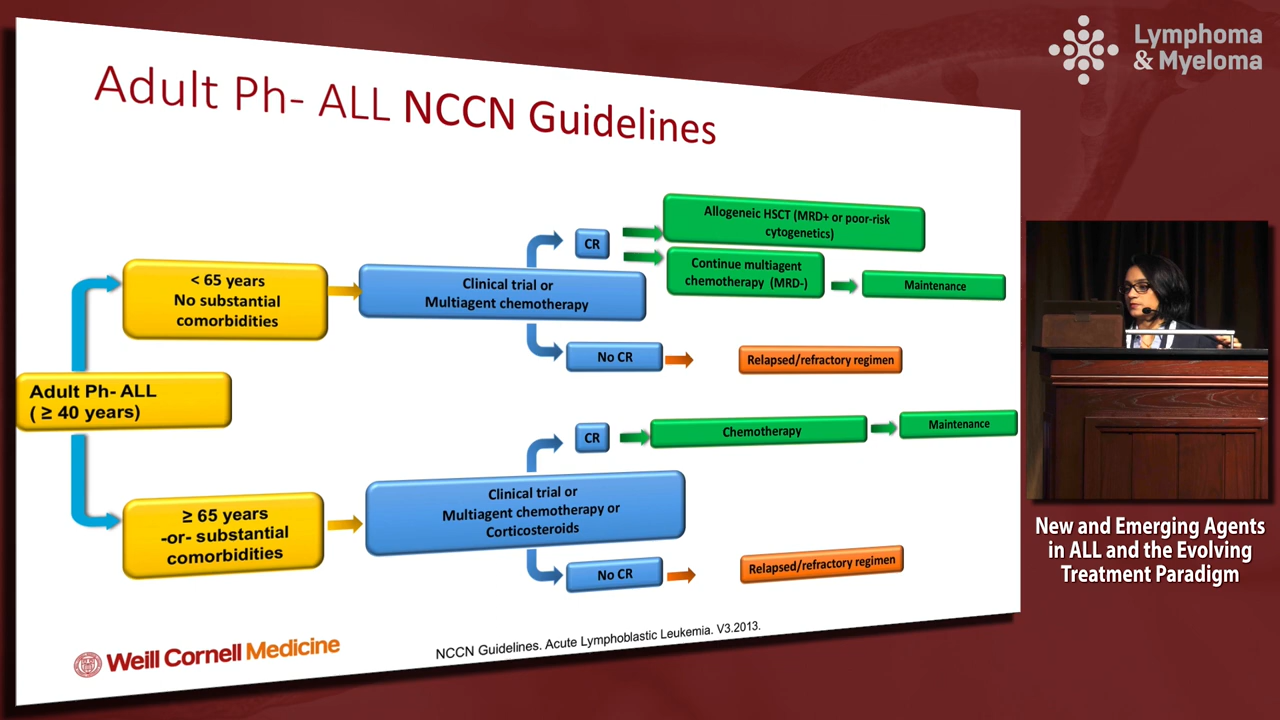 Lymphoma
& Myeloma
Adult Ph- ALL NCCN Guidelines
Adult Ph- ALL
( ≥ 40 years)
< 65 years
No substantial
comorbidities
Clinical trial or
Multiagent chemotherapy
CR
Allogeneic HSCT (MRD+ or poor-risk
cytogenetics)
Continue multiagent
chemotherapy (MRD-)
Maintenance
No CR
Relapsed/refractory regimen
≥ 65 years
-or- substantial
comorbidities
Clinical trial or
Multiagent chemotherapy or
Corticosteroids
CR
Chemotherapy
Maintenance
No CR
Relapsed/refractory regimen
Weill Cornell Medicine
NCCN Guidelines. Acute Lymphoblastic Leukemia. V3.2013.
New and Emerging Agents
in ALL and the Evolving
Treatment Paradigm